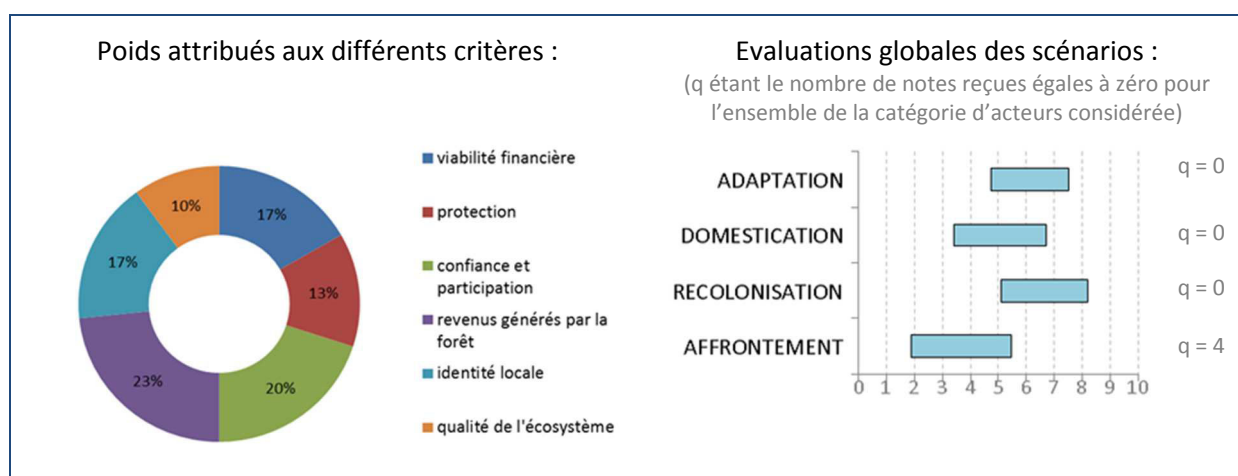 Poids attribués aux différents critères :
17%
13%
20%
23%
17%
10%
viabilité financière
protection
confiance et
participation
revenus générés par la
forêt
identité locale
qualité de l'écosystème
Evaluations globales des scénarios :
(q étant le nombre de notes reçues égales à zéro pour
l’ensemble de la catégorie d’acteurs considérée)
ADAPTATION q = 0
DOMESTICATION q = 0
RECOLONISATION q = 0
AFFRONTEMENT q = 4
0 1 2 3 4 5 6 7 8 9 10